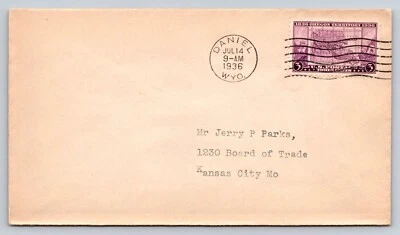 DANIEL
JUL 14
9-AM
1936
WYO.
1836 OREGON TERRITORY 1936
3 3
Mr Jerry P Parks,
1230 Board of Trade
Kansas City Mo